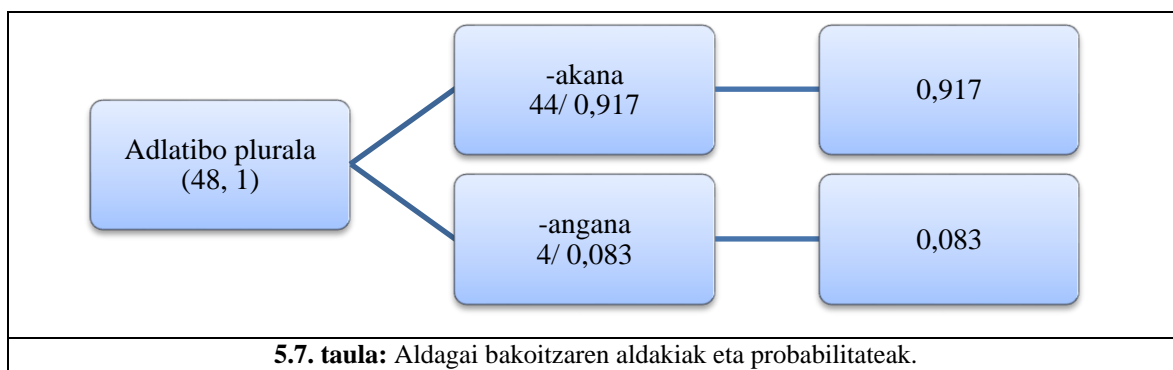 Adlatibo plurala
(48, 1)
-akana
44/ 0,917
0,917
-angana
4/ 0,083
0,083
5.7. taula: Aldagai bakoitzaren aldakiak eta probabilitateak.